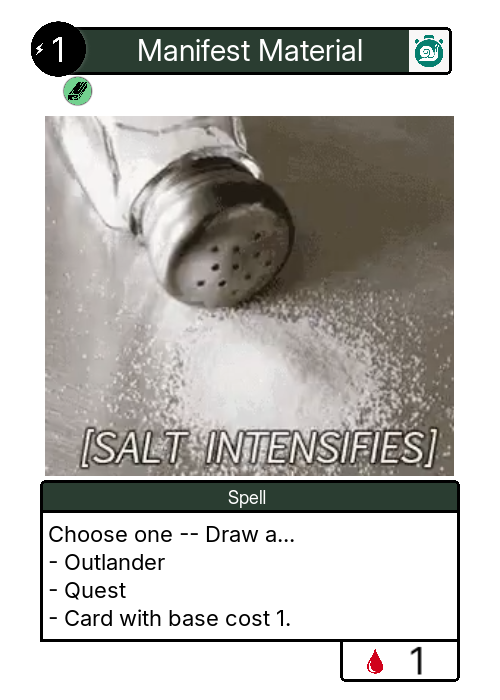 1 Manifest Material
[SALT INTENSIFIES]
Spell
Choose one -- Draw a...
- Outlander
- Quest
- Card with base cost 1.
1